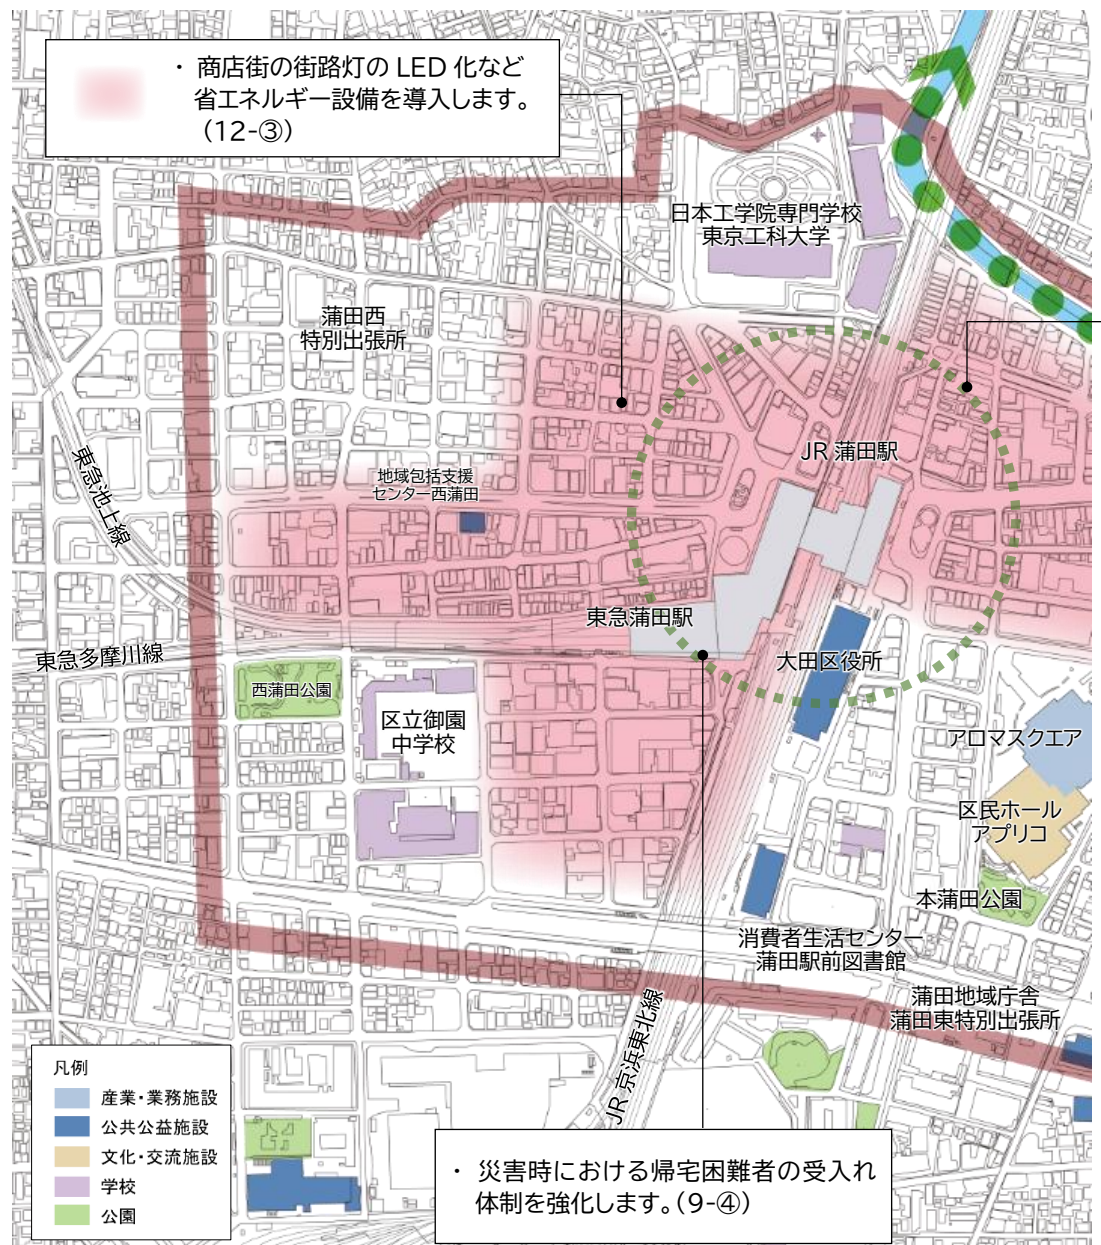 ・ 商店街の街路灯の LED 化など
省エネルギー設備を導入します。
（12-③）
日本工学院専門学校
東京工科大学
蒲田西
特別出張所
JR 蒲田駅
地域包括支援
センター西蒲田
東急池上線
東急蒲田駅
東急多摩川線
大田区役所
西蒲田公園
区立御園
中学校
アロマスクエア
区民ホール
アプリコ
本蒲田公園
消費者生活センター
蒲田駅前図書館
蒲田地域庁舎
蒲田東特別出張所
JR 京浜東北線
凡例
産業・業務施設
公共公益施設
文化・交流施設
学校
公園
・ 災害時における帰宅困難者の受入れ
体制を強化します。（9-④）